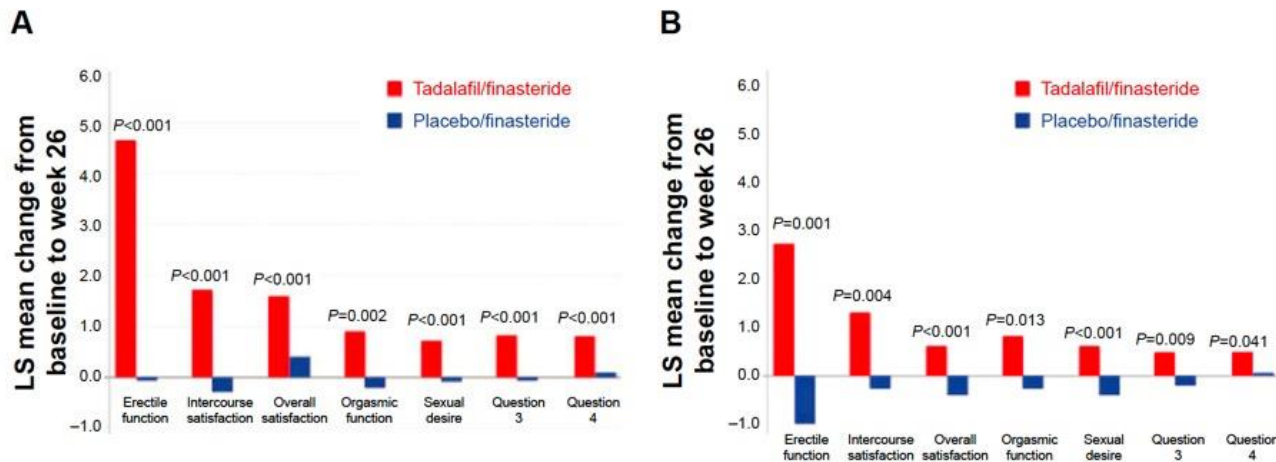 A
LS mean change from
baseline to week 26
6.0
5.0
4.0
3.0
2.0
1.0
0.0
–1.0
Tadalafil/finasteride
Placebo/finasteride
P<0.001
P<0.001
P<0.001
P=0.002
P<0.001
P<0.001
P<0.001
Erectile
function
Intercourse
satisfaction
Overall
satisfaction
Orgasmic
function
Sexual
desire
Question
3
Question
4
B
LS mean change from
baseline to week 26
6.0
5.0
4.0
3.0
2.0
1.0
0.0
–1.0
Tadalafil/finasteride
Placebo/finasteride
P=0.001
P=0.004
P<0.001
P=0.013
P<0.001
P=0.009
P=0.041
Erectile
function
Intercourse
satisfaction
Overall
satisfaction
Orgasmic
function
Sexual
desire
Question
3
Question
4